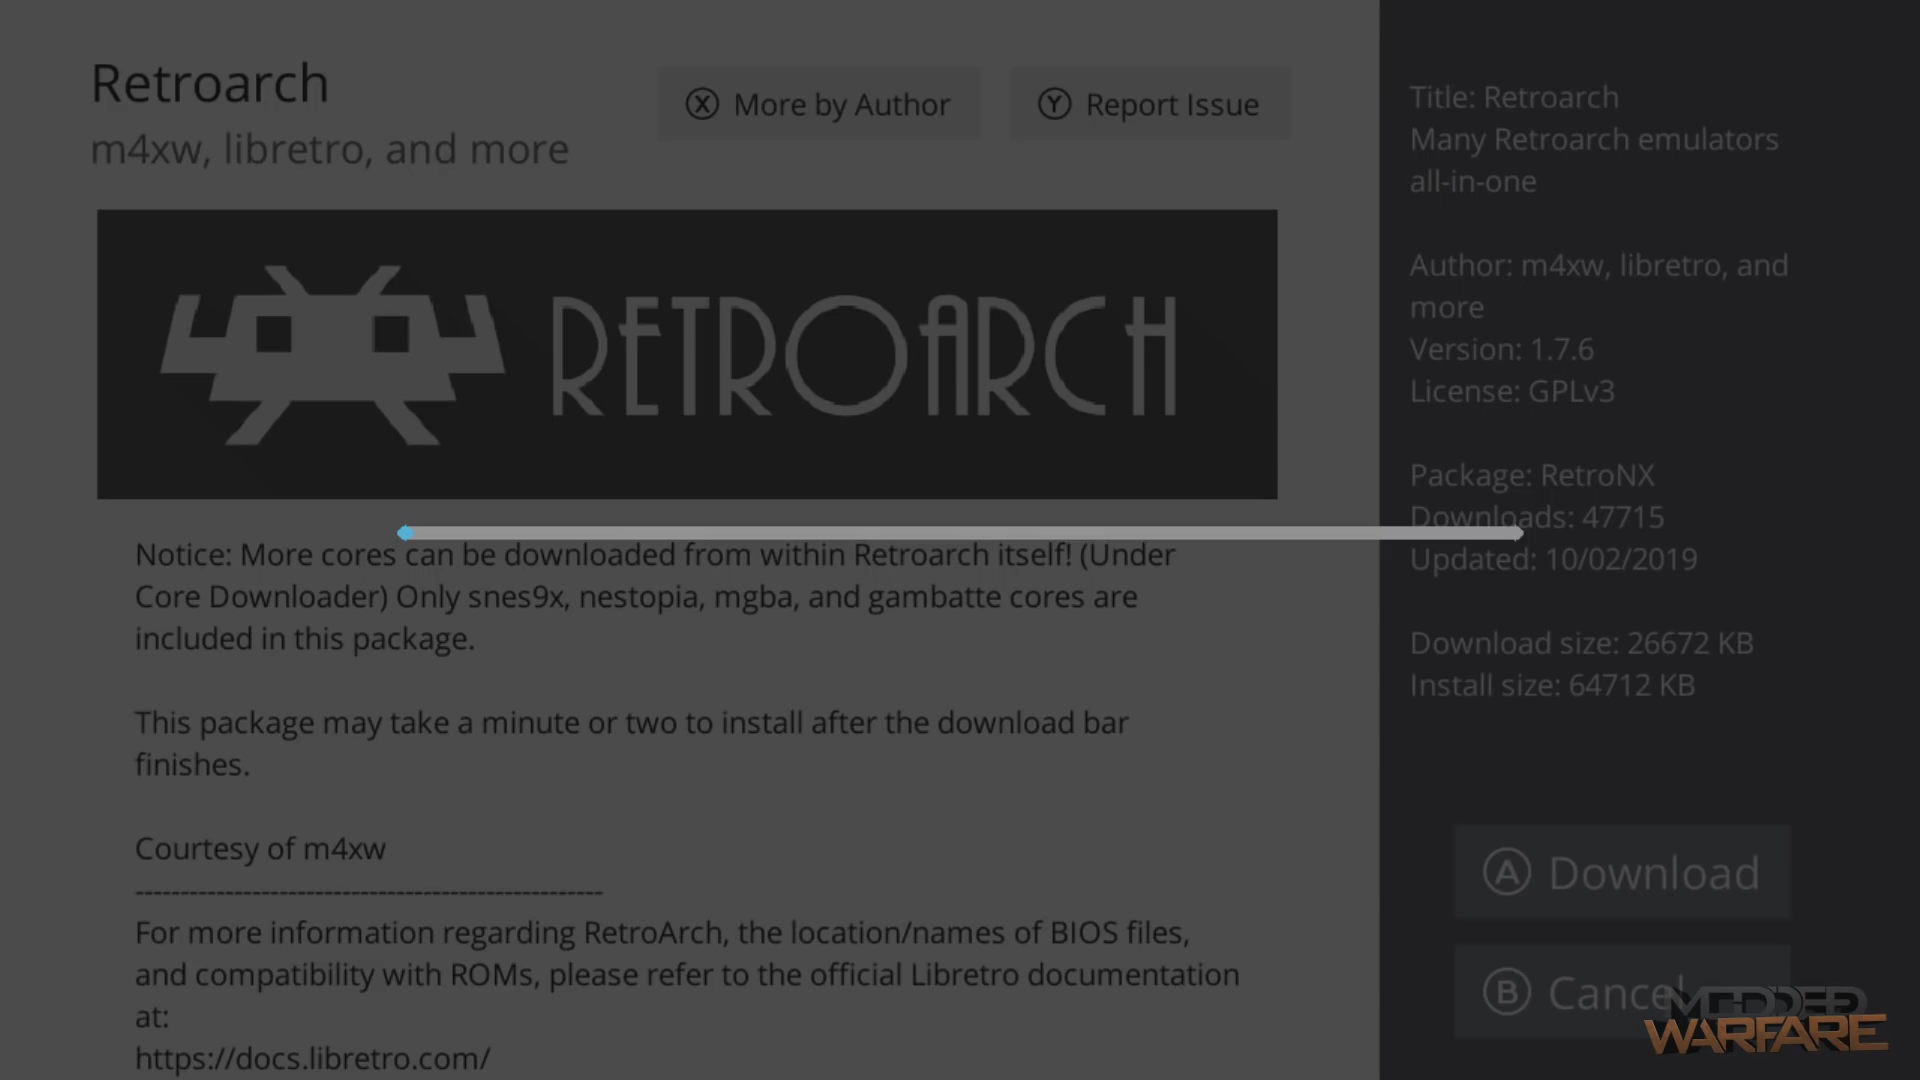 Retroarch
m4xw, libretro, and more
X More by Author
Y Report Issue
RETROARCH
Notice: More cores can be downloaded from within Retroarch itself! (Under
Core Downloader) Only snes9x, nestopia, mgba, and gambatte cores are
included in this package.
This package may take a minute or two to install after the download bar
finishes.
Courtesy of m4xw
----------------------------------------------------
For more information regarding RetroArch, the location/names of BIOS files,
and compatibility with ROMs, please refer to the official Libretro documentation
at:
https://docs.libretro.com/
Title: Retroarch
Many Retroarch emulators
all-in-one
Author: m4xw, libretro, and
more
Version: 1.7.6
License: GPLv3
Package: RetroNX
Downloads: 47715
Updated: 10/02/2019
Download size: 26672 KB
Install size: 64712 KB
A Download
B Cancel
MODDED
WARFARE